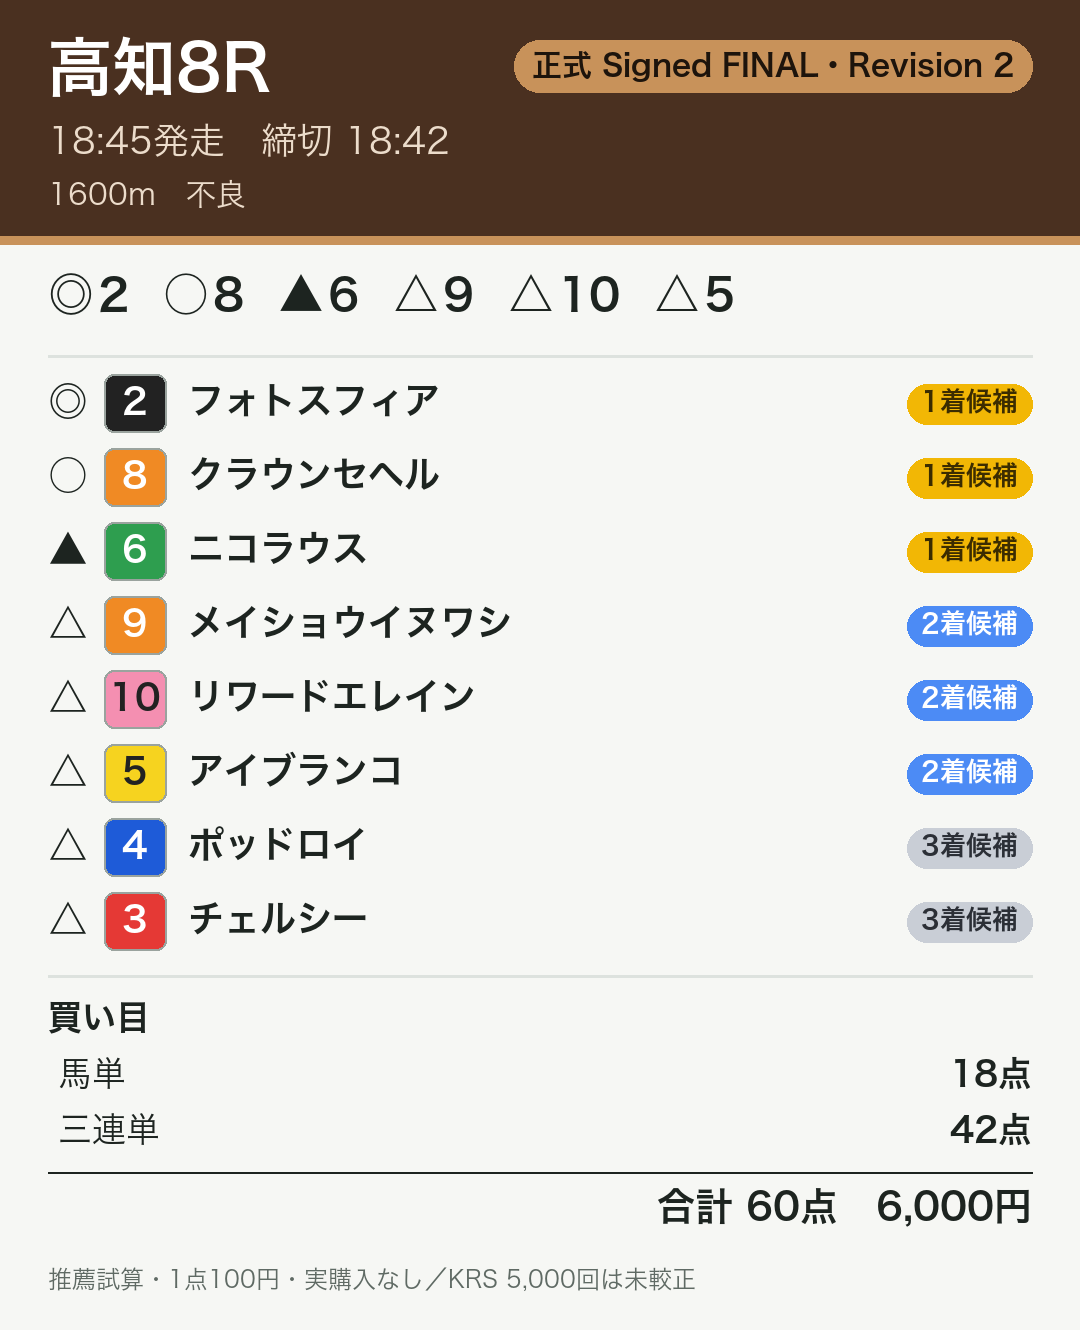 高知8R
正式 Signed FINAL・Revision 2
18:45発走　締切 18:42
1600m　不良
◎2 ○8 ▲6 △9 △10 △5
◎ 2 フォトスフィア 1着候補
○ 8 クラウンセヘル 1着候補
▲ 6 ニコラウス 1着候補
△ 9 メイショウイヌワシ 2着候補
△ 10 リワードエレイン 2着候補
△ 5 アイブランコ 2着候補
△ 4 ポッドロイ 3着候補
△ 3 チェルシー 3着候補
買い目
馬単 18点
三連単 42点
合計 60点　6,000円
推薦試算・1点100円・実購入なし／KRS 5,000回は未較正